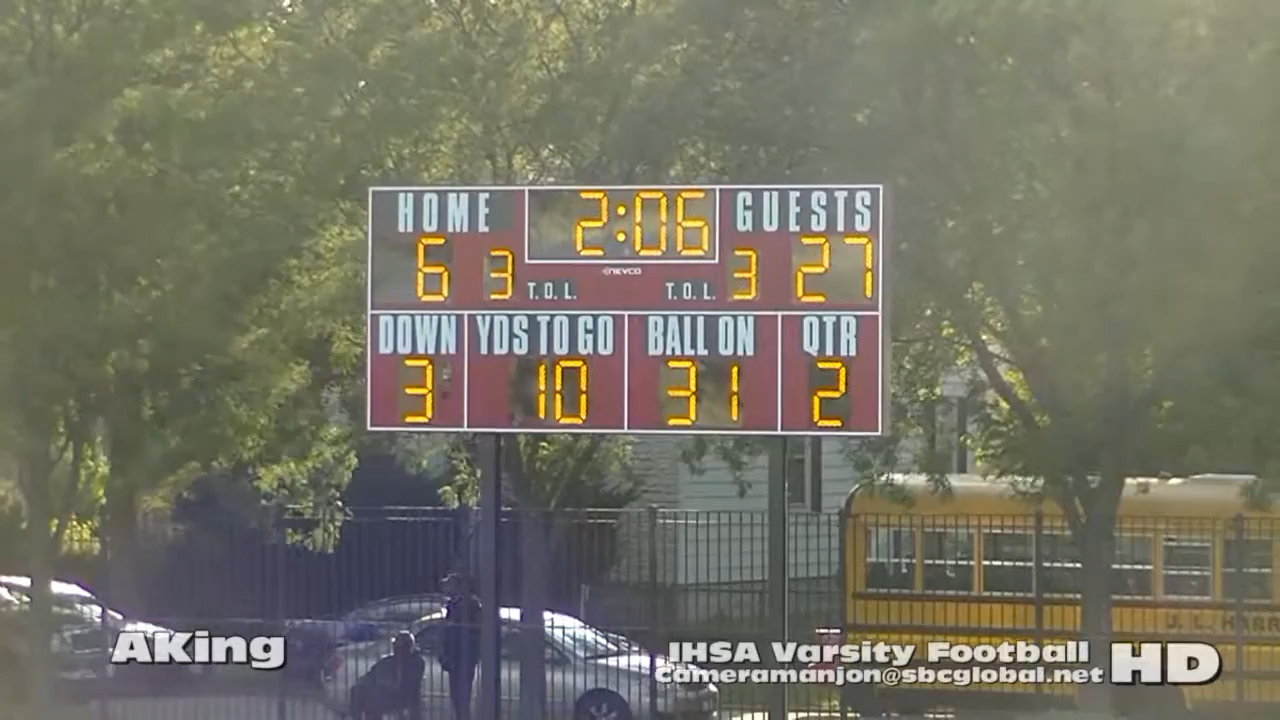 HOME 2:06 GUESTS
6 3 T.O.L. NEVCO T.O.L. 3 27
DOWN YDS TO GO BALL ON QTR
3 10 31 2
AKing
IHSA Varsity Football
Cameramanjon@sbcglobal.net HD